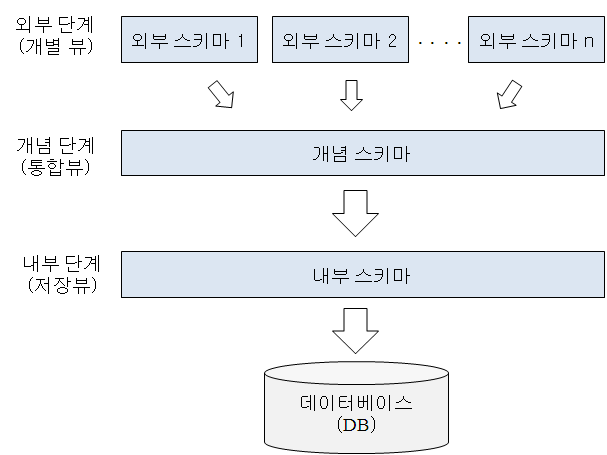 외부 단계
(개별 뷰)
외부 스키마 1
외부 스키마 2
· · · ·
외부 스키마 n
개념 단계
(통합뷰)
개념 스키마
내부 단계
(저장뷰)
내부 스키마
데이터베이스
(DB)